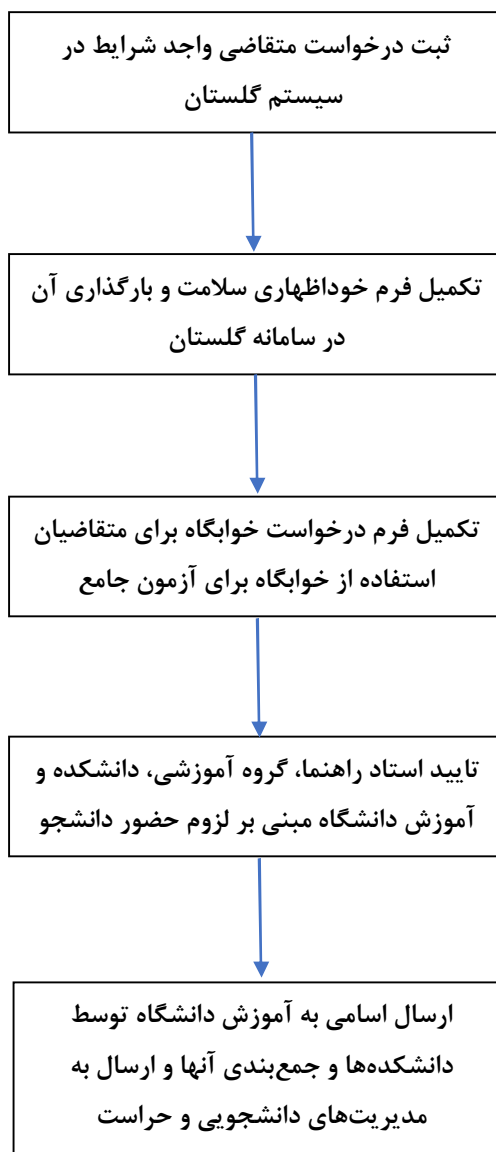 ثبت درخواست متقاضی واجد شرایط در
سیستم گلستان
تکمیل فرم خوداظهاری سلامت و بارگذاری آن
در سامانه گلستان
تکمیل فرم درخواست خوابگاه برای متقاضیان
استفاده از خوابگاه برای آزمون جامع
تایید استاد راهنما، گروه آموزشی، دانشکده و
آموزش دانشگاه مبنی بر لزوم حضور دانشجو
ارسال اسامی به آموزش دانشگاه توسط
دانشکده‌ها و جمع‌بندی آنها و ارسال به
مدیریت‌های دانشجویی و حراست